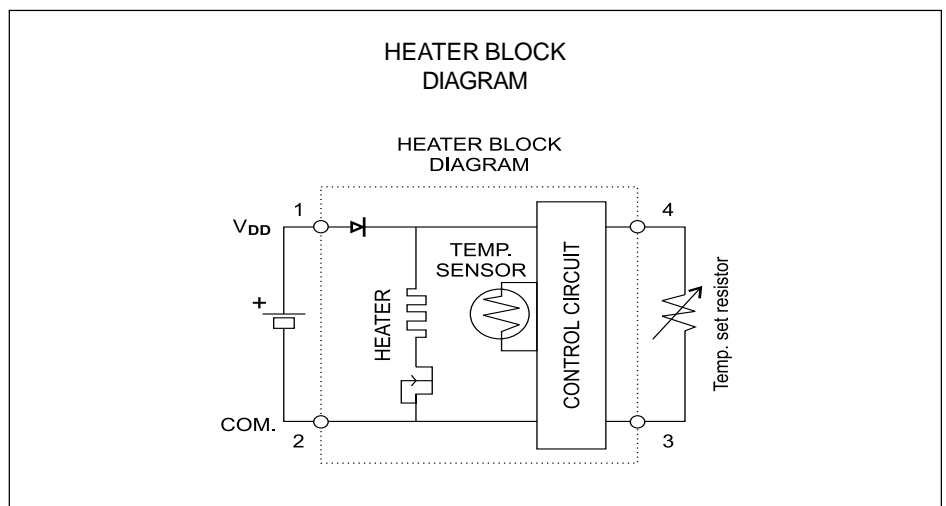 HEATER BLOCK
DIAGRAM
HEATER BLOCK
DIAGRAM
1
4
VDD
TEMP.
SENSOR
+
HEATER
CONTROL CIRCUIT
Temp. set resistor
COM.
2
3